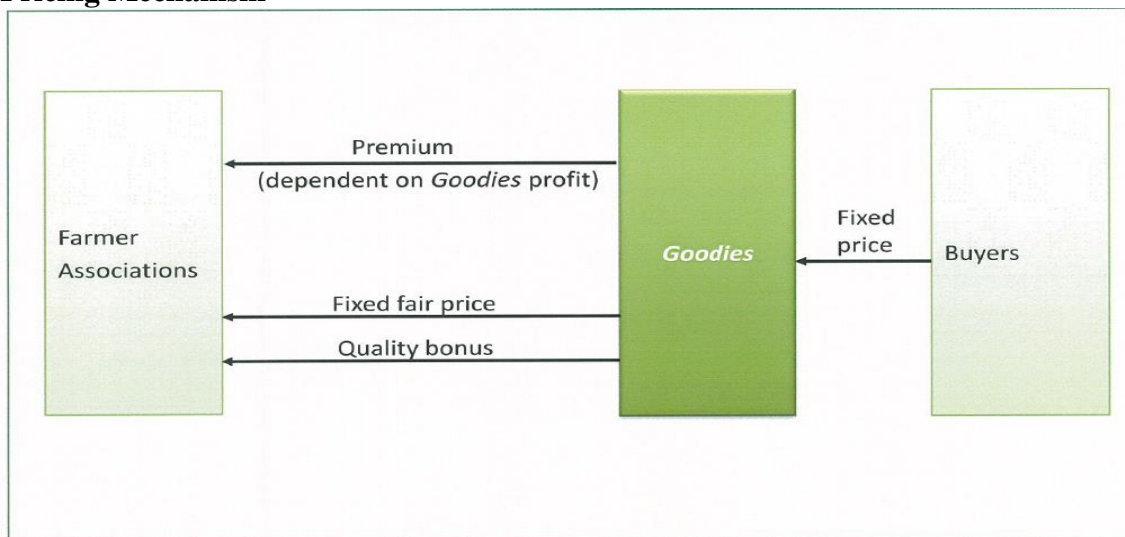 Pricing Mechanism
Premium
(dependent on Goodies profit)
Farmer
Associations
Fixed fair price
Quality bonus
Goodies
Fixed
price
Buyers